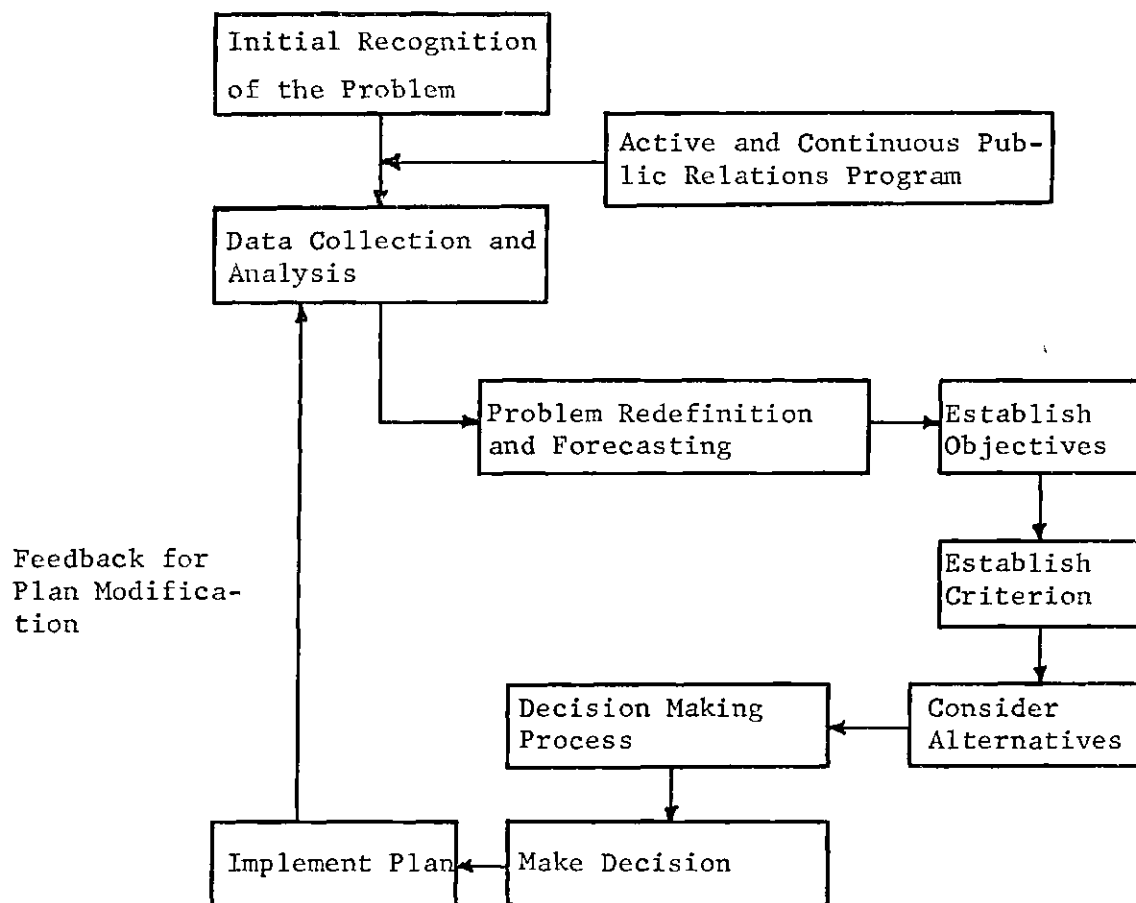 Initial Recognition
of the Problem
Active and Continuous Pub-
lic Relations Program
Data Collection and
Analysis
Problem Redefinition
and Forecasting
Establish
Objectives
Feedback for
Plan Modifica-
tion
Establish
Criterion
Decision Making
Process
Consider
Alternatives
Implement Plan
Make Decision